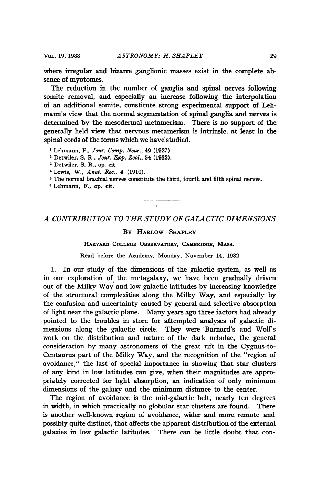 VOL. 19, 1933 ASTRONOMY: H. SHAPLEY 29
where irregular and bizarre ganglionic masses exist in the complete ab-
sence of myotomes.
The reduction in the number of ganglia and spinal nerves following
somite removal, and especially an increase following the interpolation
of an additional somite, constitute strong experimental support of Leh-
mann's view that the normal segmentation of spinal ganglia and nerves is
determined by the mesodermal metamerism. There is no support of the
generally held view that nervous metamerism is intrinsic, at least in the
spinal cords of the forms which we have studied.
1 Lehmann, F., Jour. Comp. Neur., 49 (1927).
2 Detwiler, S. R., Jour. Exp. Zoöl., 64 (1932).
3 Detwiler, S. R., op. cit.
4 Lewis, W., Anat. Rec., 4 (1910).
5 The normal brachial nerves constitute the third, fourth and fifth spinal nerves.
6 Lehmann, F., op. cit.
A CONTRIBUTION TO THE STUDY OF GALACTIC DIMENSIONS
BY HARLOW SHAPLEY
HARVARD COLLEGE OBSERVATORY, CAMBRIDGE, MASS.
Read before the Academy, Monday, November 14, 1932
1. In our study of the dimensions of the galactic system, as well as
in our exploration of the metagalaxy, we have been gradually driven
out of the Milky Way and low galactic latitudes by increasing knowledge
of the structural complexities along the Milky Way, and especially by
the confusion and uncertainty caused by general and selective absorption
of light near the galactic plane. Many years ago three factors had already
pointed to the troubles in store for attempted analyses of galactic di-
mensions along the galactic circle. They were Barnard's and Wolf's
work on the distribution and nature of the dark nebulae, the general
consideration by many astronomers of the great rift in the Cygnus-to-
Centaurus part of the Milky Way, and the recognition of the "region of
avoidance," the last of special importance in showing that star clusters
of any kind in low latitudes can give, when their magnitudes are appro-
priately corrected for light absorption, an indication of only minimum
dimensions of the galaxy and the minimum distance to the center.
The region of avoidance is the mid-galactic belt, nearly ten degrees
in width, in which practically no globular star clusters are found. There
is another well-known region of avoidance, wider and more remote and
possibly quite distinct, that affects the apparent distribution of the external
galaxies in low galactic latitudes. There can be little doubt that con-